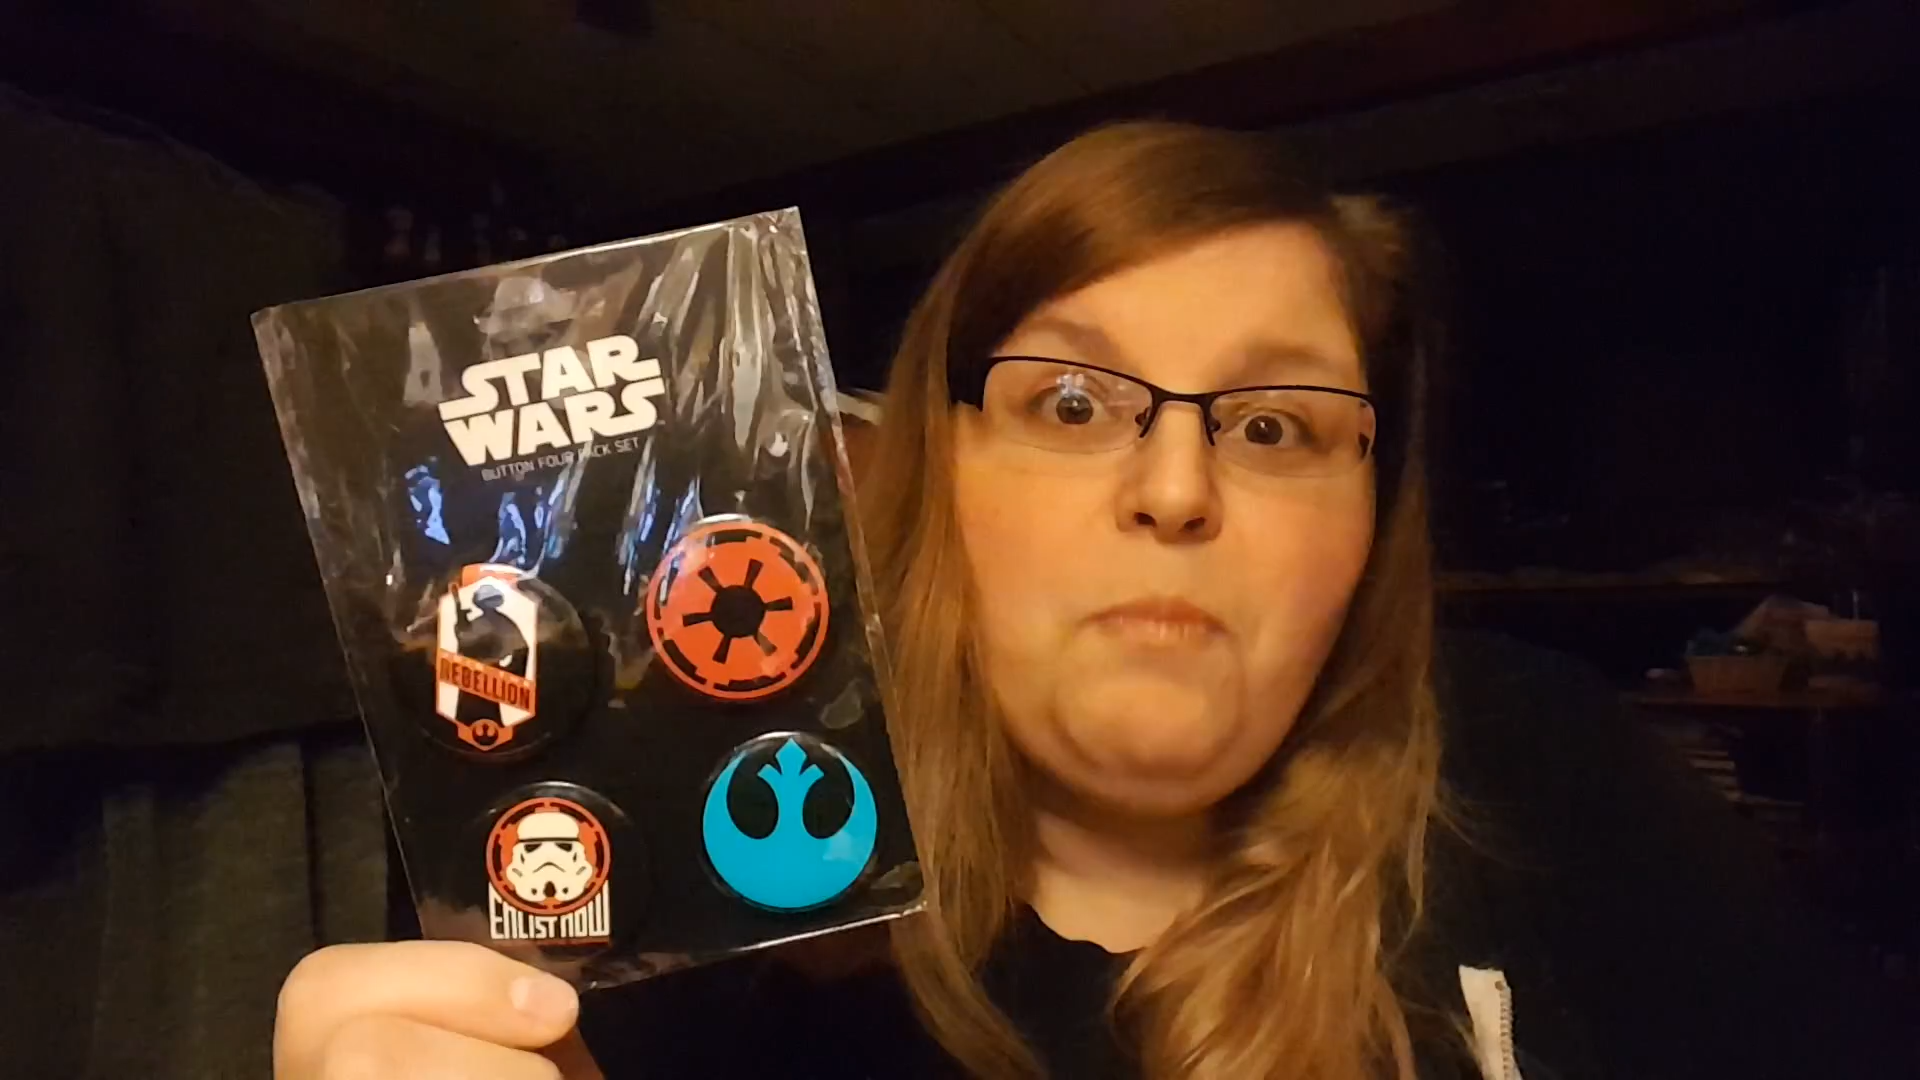 STAR
WARS
BUTTON FOUR PACK SET
REBELLION
ENLIST NOW